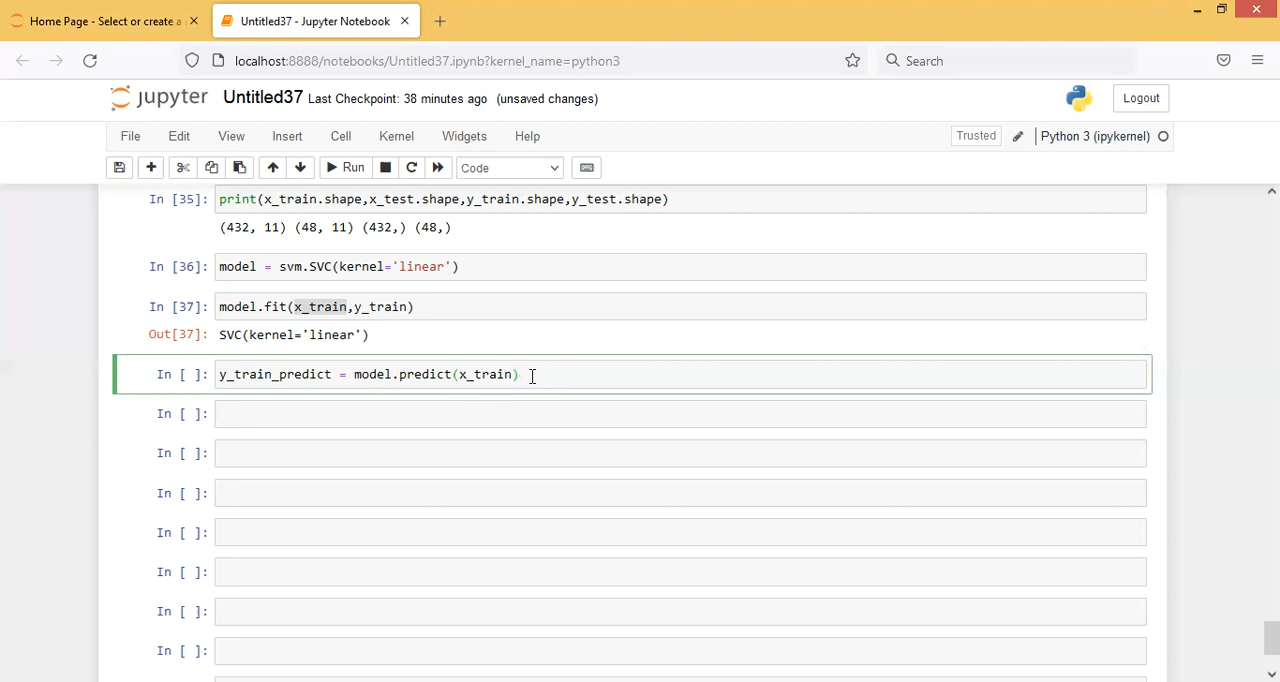 Home Page - Select or create a
Untitled37 - Jupyter Notebook
localhost:8888/notebooks/Untitled37.ipynb?kernel_name=python3
Search
jupyter Untitled37 Last Checkpoint: 38 minutes ago (unsaved changes)
Logout
File Edit View Insert Cell Kernel Widgets Help
Trusted Python 3 (ipykernel)
Run Code
In [35]: print(x_train.shape,x_test.shape,y_train.shape,y_test.shape)
(432, 11) (48, 11) (432,) (48,)
In [36]: model = svm.SVC(kernel='linear')
In [37]: model.fit(x_train,y_train)
Out[37]: SVC(kernel='linear')
In [ ]: y_train_predict = model.predict(x_train)
In [ ]:
In [ ]:
In [ ]:
In [ ]:
In [ ]:
In [ ]:
In [ ]: